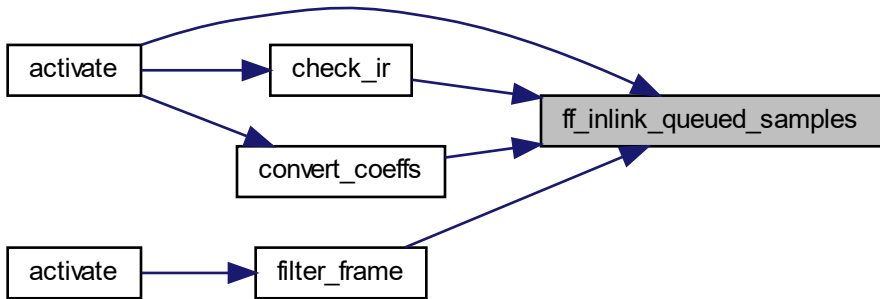 activate
check_ir
ff_inlink_queued_samples
convert_coeffs
activate
filter_frame